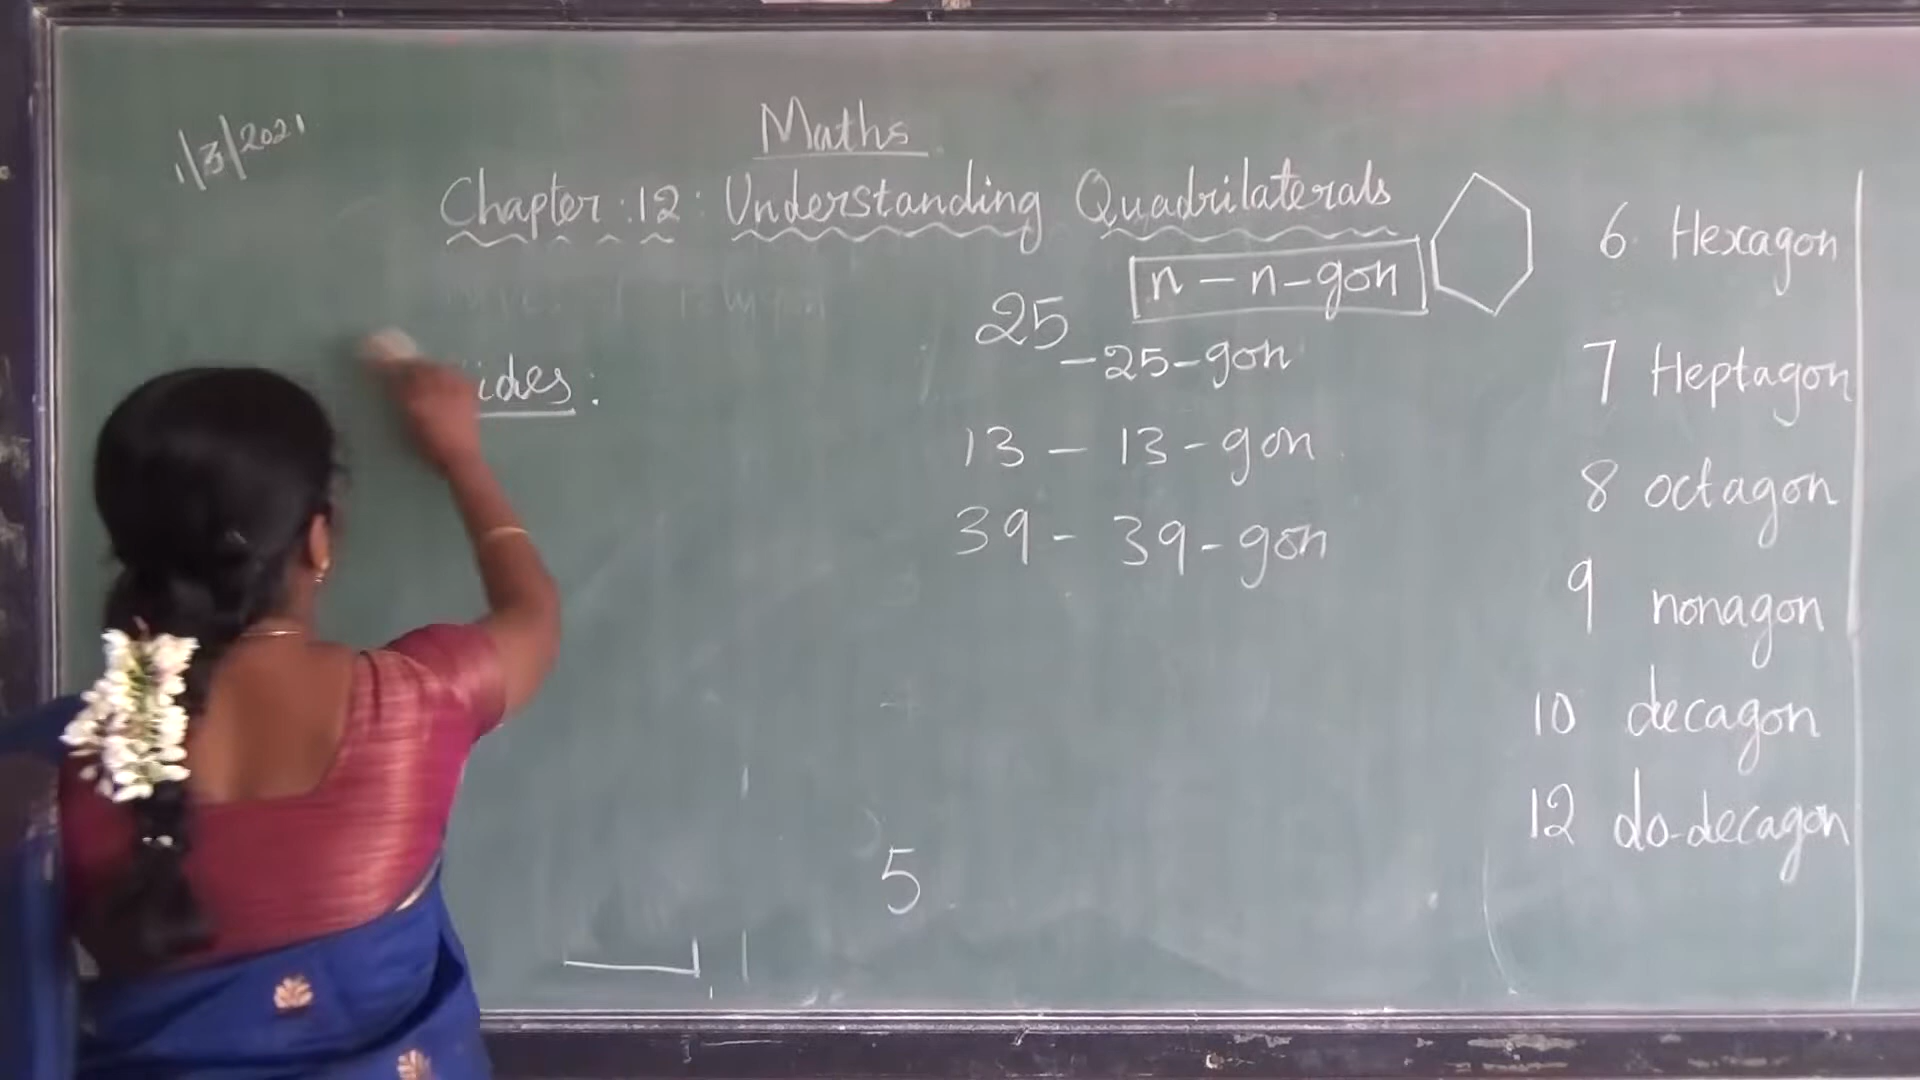 1/3/2021
Maths
Chapter : 12 : Understanding Quadrilaterals
n - n-gon
25 - 25-gon
13 - 13-gon
39 - 39-gon
5
6 Hexagon
7 Heptagon
8 octagon
9 nonagon
10 decagon
12 do-decagon